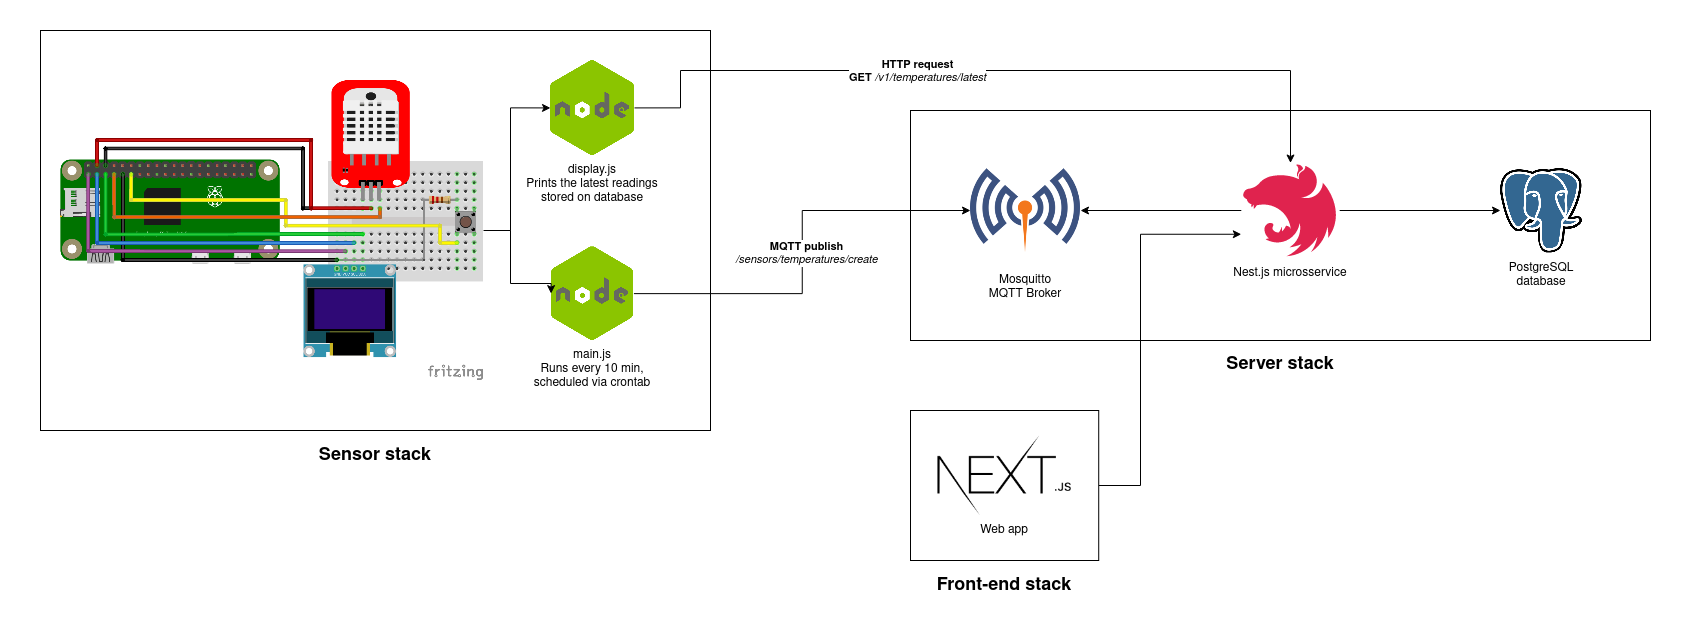 HTTP request
GET /v1/temperatures/latest
node
display.js
Prints the latest readings
stored on database
MQTT publish
/sensors/temperatures/create
node
main.js
Runs every 10 min,
scheduled via crontab
fritzing
Sensor stack
Mosquitto
MQTT Broker
Nest.js microsservice
PostgreSQL
database
Server stack
NEXT.JS
Web app
Front-end stack